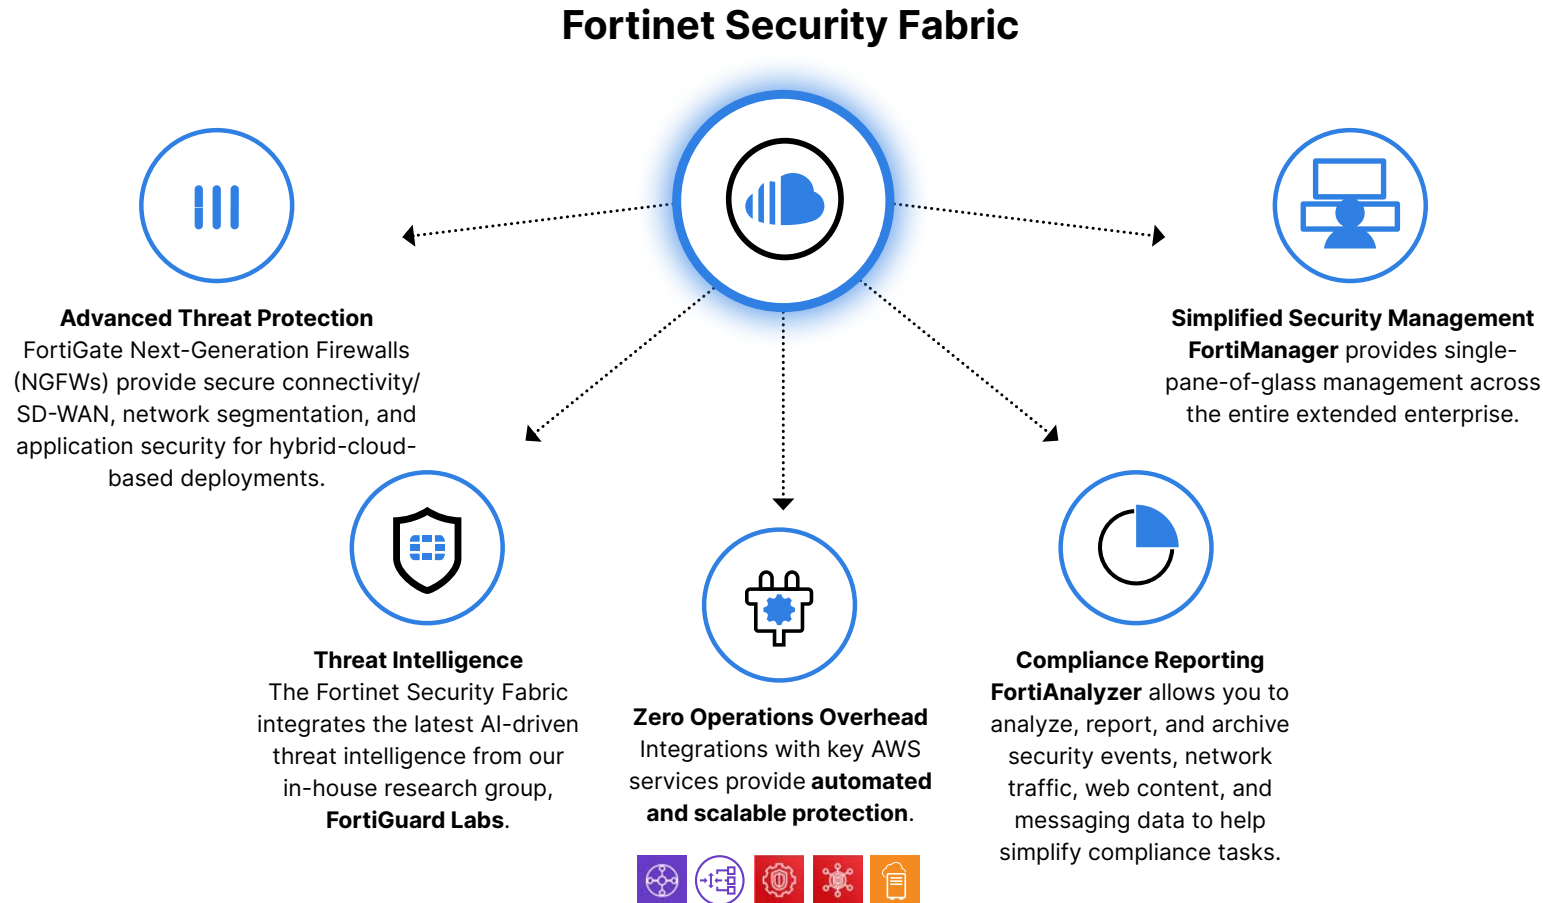 Fortinet Security Fabric
Advanced Threat Protection
FortiGate Next-Generation Firewalls
(NGFWs) provide secure connectivity/
SD-WAN, network segmentation, and
application security for hybrid-cloud-
based deployments.
Threat Intelligence
The Fortinet Security Fabric
integrates the latest AI-driven
threat intelligence from our
in-house research group,
FortiGuard Labs.
Zero Operations Overhead
Integrations with key AWS
services provide automated
and scalable protection.
Compliance Reporting
FortiAnalyzer allows you to
analyze, report, and archive
security events, network
traffic, web content, and
messaging data to help
simplify compliance tasks.
Simplified Security Management
FortiManager provides single-
pane-of-glass management across
the entire extended enterprise.